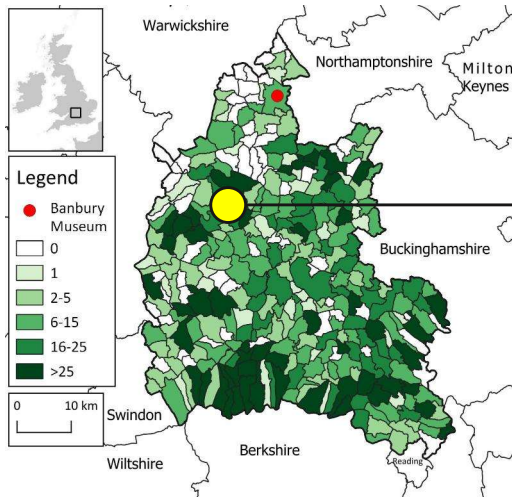 Warwickshire
Northamptonshire
Milton
Keynes
Legend
Banbury
Museum
0
1
2-5
6-15
16-25
>25
Buckinghamshire
0 10 km
Swindon
Wiltshire
Berkshire
Reading